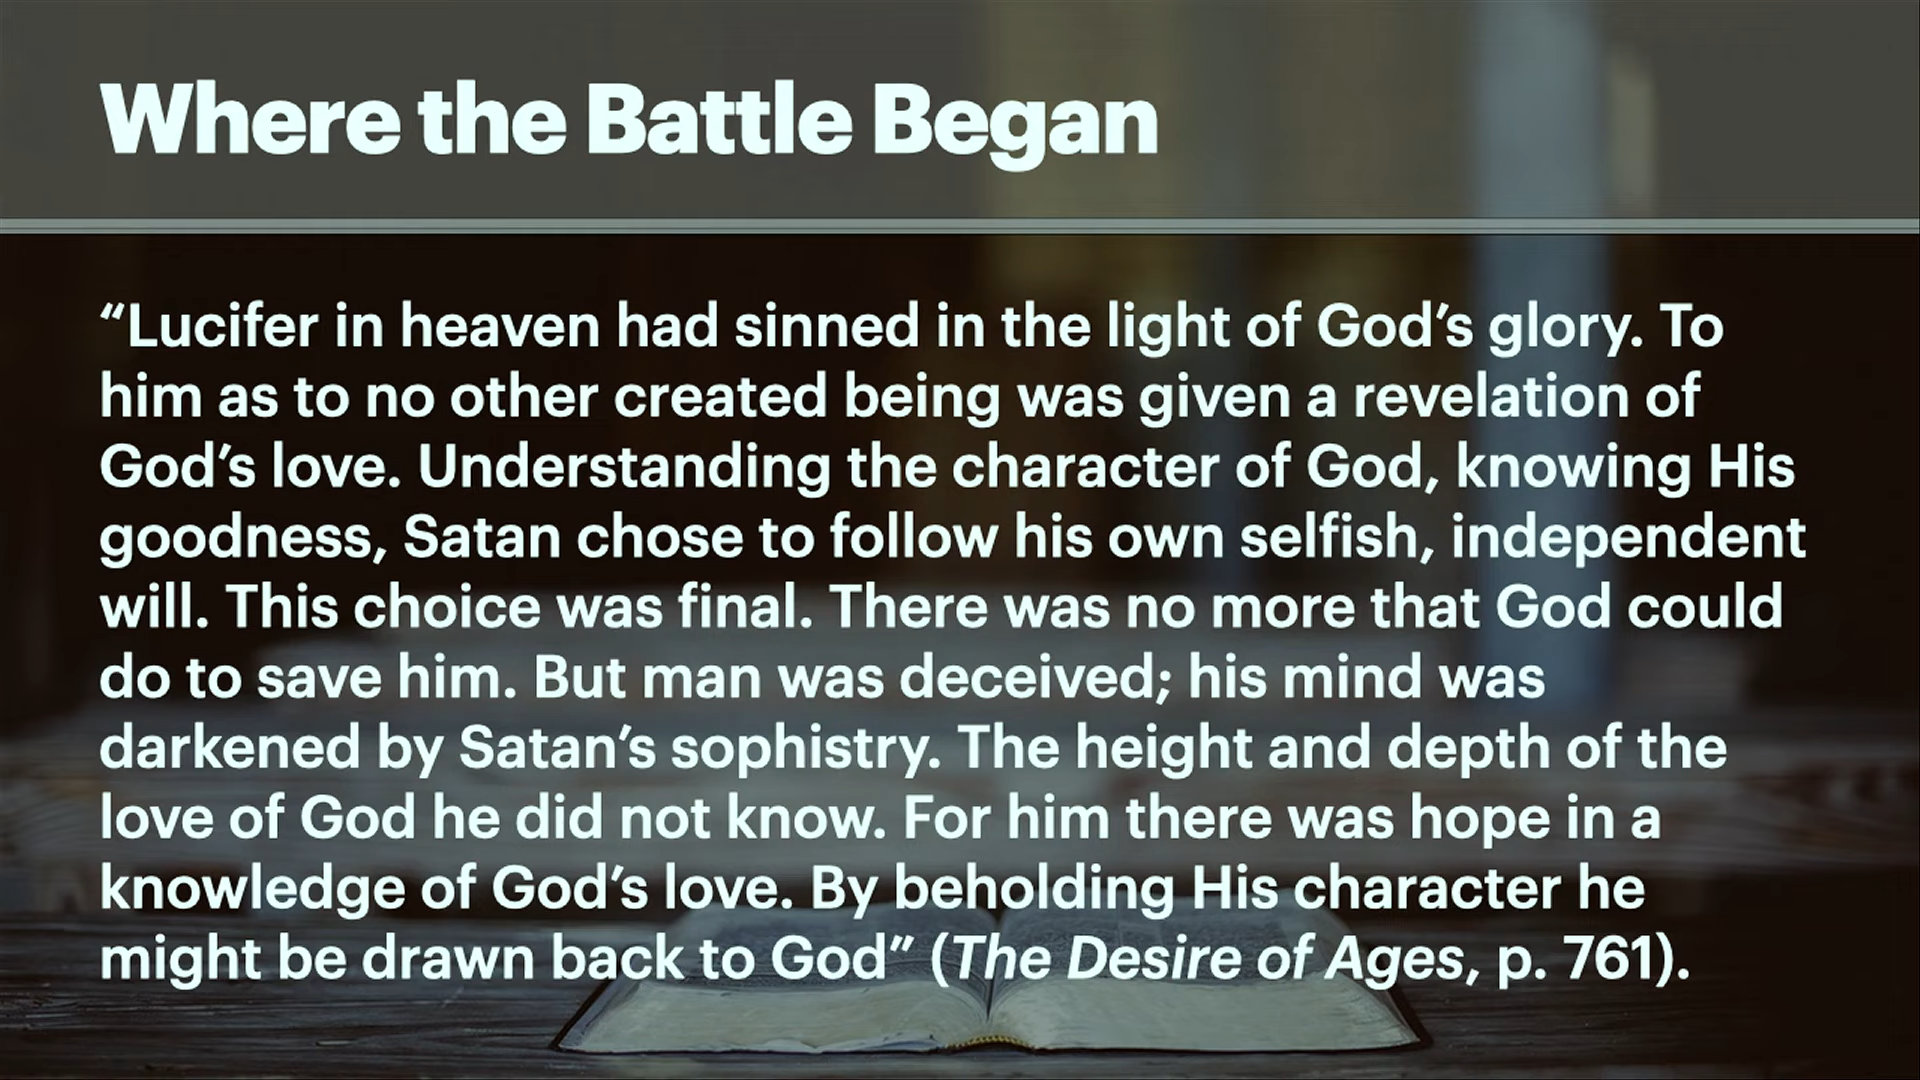 Where the Battle Began
“Lucifer in heaven had sinned in the light of God’s glory. To
him as to no other created being was given a revelation of
God’s love. Understanding the character of God, knowing His
goodness, Satan chose to follow his own selfish, independent
will. This choice was final. There was no more that God could
do to save him. But man was deceived; his mind was
darkened by Satan’s sophistry. The height and depth of the
love of God he did not know. For him there was hope in a
knowledge of God’s love. By beholding His character he
might be drawn back to God” (The Desire of Ages, p. 761).